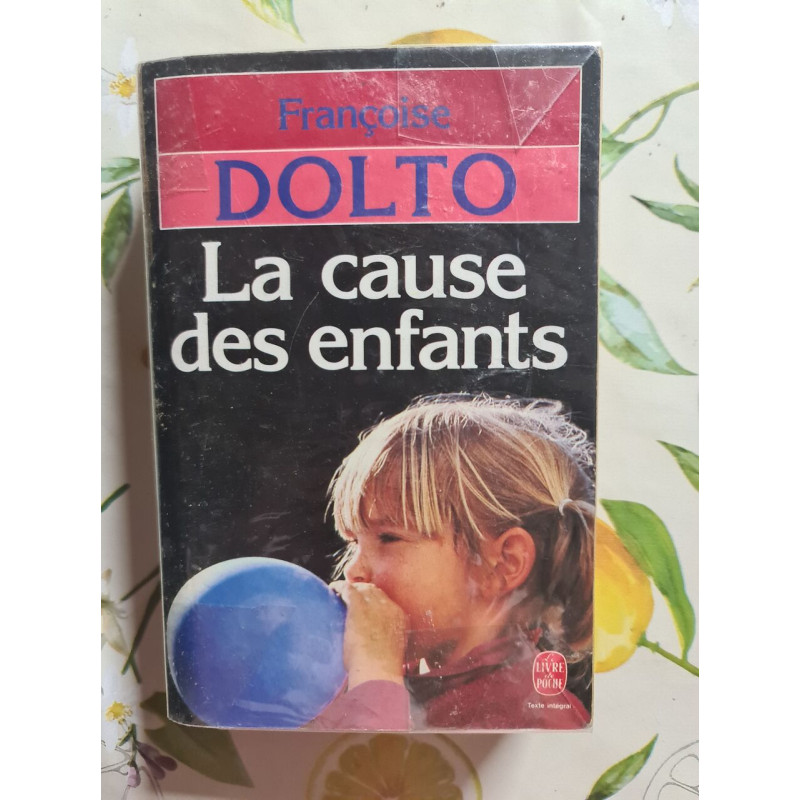 Françoise
DOLTO
La cause
des enfants
Le
LIVRE
de
POCHE
Texte intégral